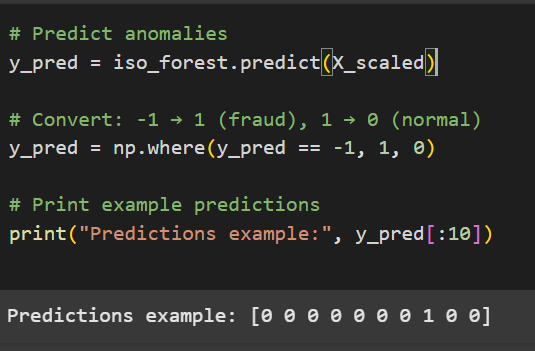 # Predict anomalies
y_pred = iso_forest.predict(X_scaled)
# Convert: -1 → 1 (fraud), 1 → 0 (normal)
y_pred = np.where(y_pred == -1, 1, 0)
# Print example predictions
print("Predictions example:", y_pred[:10])
Predictions example: [0 0 0 0 0 0 0 1 0 0]